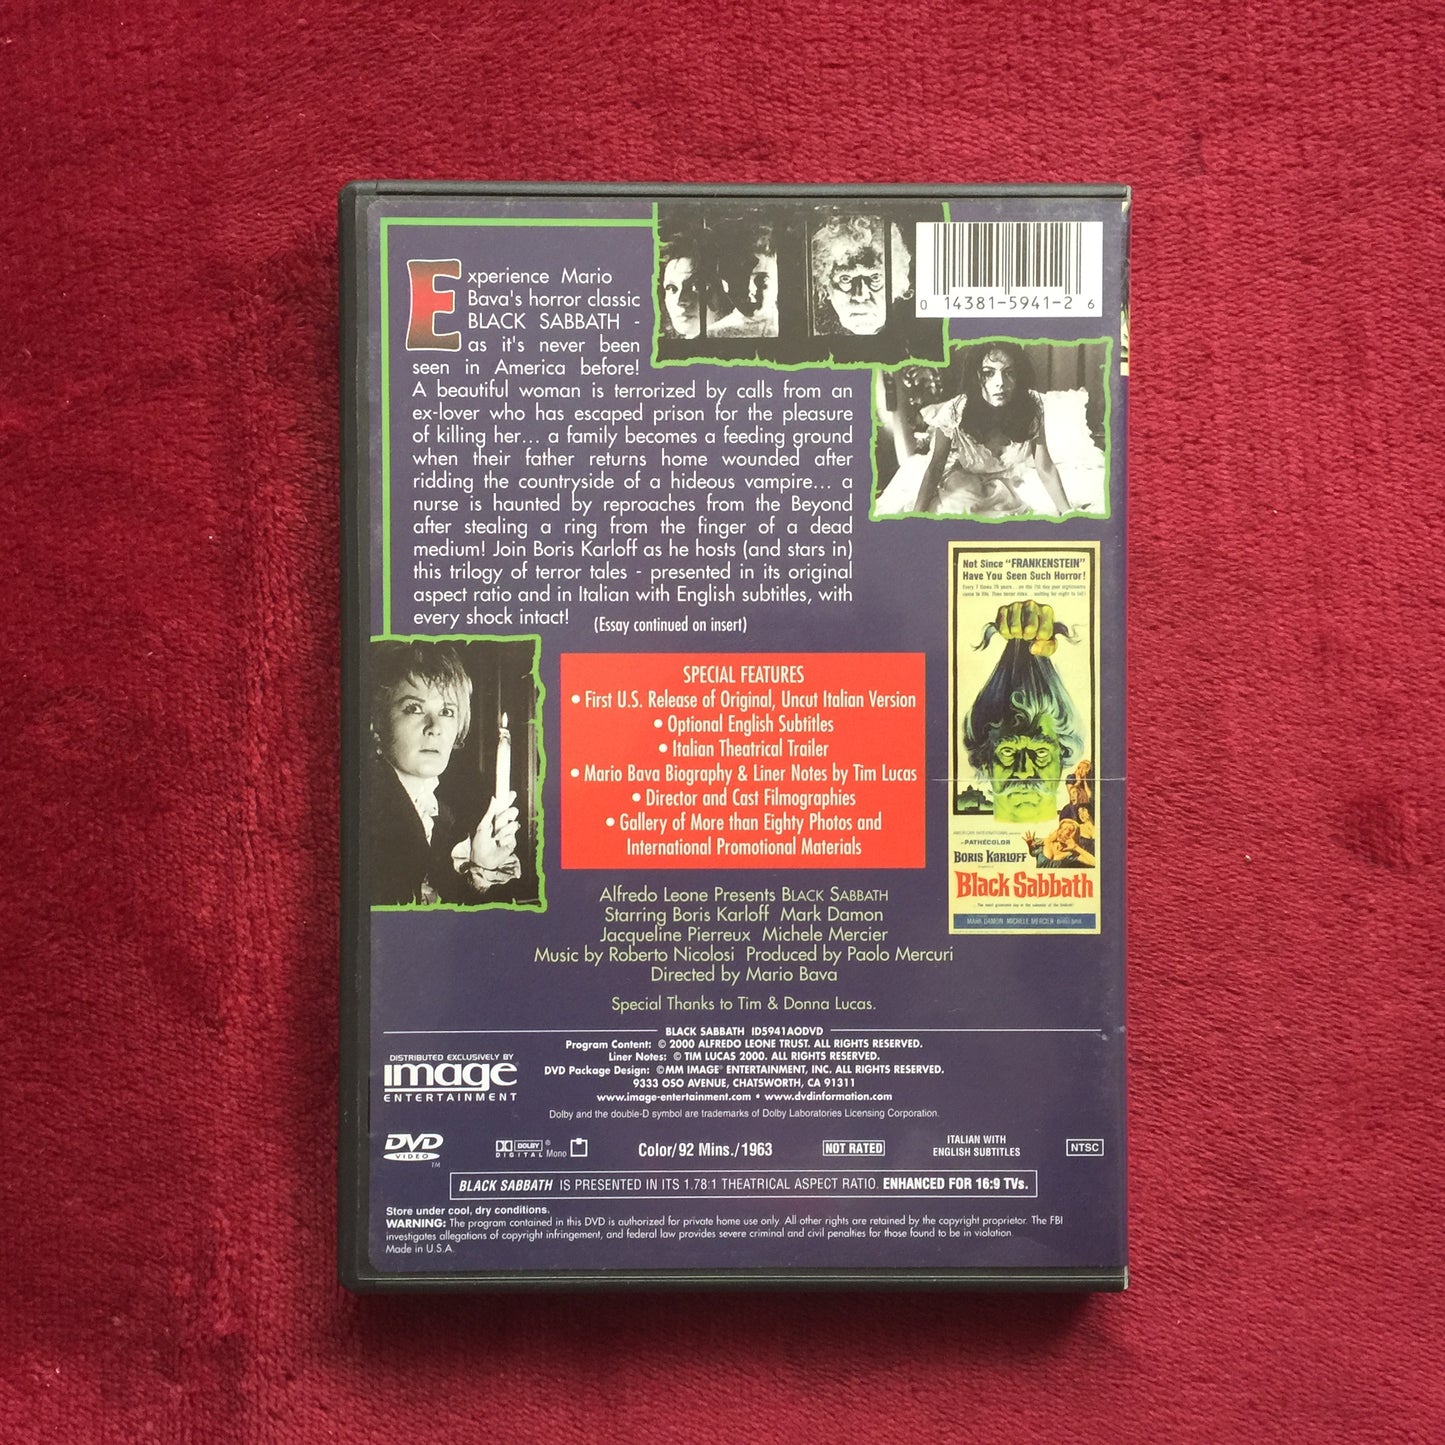 Experience Mario
Bava's horror classic
BLACK SABBATH -
as it's never been
seen in America before!
A beautiful woman is terrorized by calls from an
ex-lover who has escaped prison for the pleasure
of killing her... a family becomes a feeding ground
when their father returns home wounded after
ridding the countryside of a hideous vampire... a
nurse is haunted by reproaches from the Beyond
after stealing a ring from the finger of a dead
medium! Join Boris Karloff as he hosts (and stars in)
this trilogy of terror tales - presented in its original
aspect ratio and in Italian with English subtitles, with
every shock intact!
(Essay continued on insert)
0 14381-5941-2 6
Not Since "FRANKENSTEIN"
Have You Seen Such Horror!
PATHECOLOR
BORIS KARLOFF
Black Sabbath
MARK DAMON MICHELE MERCIER
SPECIAL FEATURES
• First U.S. Release of Original, Uncut Italian Version
• Optional English Subtitles
• Italian Theatrical Trailer
• Mario Bava Biography & Liner Notes by Tim Lucas
• Director and Cast Filmographies
• Gallery of More than Eighty Photos and
International Promotional Materials
Alfredo Leone Presents BLACK SABBATH
Starring Boris Karloff Mark Damon
Jacqueline Pierreux Michele Mercier
Music by Roberto Nicolosi Produced by Paolo Mercuri
Directed by Mario Bava
Special Thanks to Tim & Donna Lucas.
BLACK SABBATH ID5941AODVD
Program Content: © 2000 ALFREDO LEONE TRUST. ALL RIGHTS RESERVED.
Liner Notes: © TIM LUCAS 2000. ALL RIGHTS RESERVED.
DVD Package Design: ©MM IMAGE® ENTERTAINMENT, INC. ALL RIGHTS RESERVED.
9333 OSO AVENUE, CHATSWORTH, CA 91311
www.image-entertainment.com • www.dvdinformation.com
Dolby and the double-D symbol are trademarks of Dolby Laboratories Licensing Corporation.
DISTRIBUTED EXCLUSIVELY BY
image
ENTERTAINMENT
DVD
VIDEO ™
DOLBY ®
DIGITAL Mono
Color/92 Mins./1963
NOT RATED
ITALIAN WITH
ENGLISH SUBTITLES
NTSC
BLACK SABBATH IS PRESENTED IN ITS 1.78:1 THEATRICAL ASPECT RATIO. ENHANCED FOR 16:9 TVs.
Store under cool, dry conditions.
WARNING: The program contained in this DVD is authorized for private home use only. All other rights are retained by the copyright proprietor. The FBI
investigates allegations of copyright infringement, and federal law provides severe criminal and civil penalties for those found to be in violation.
Made in U.S.A.